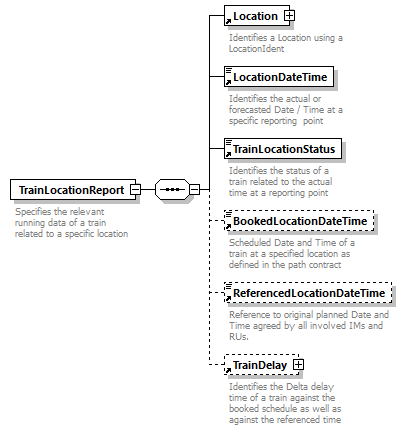 Location
Identifies a Location using a
LocationIdent
LocationDateTime
Identifies the actual or
forecasted Date / Time at a
specific reporting point
TrainLocationStatus
Identifies the status of a
train related to the actual
time at a reporting point
TrainLocationReport
Specifies the relevant
running data of a train
related to a specific location
BookedLocationDateTime
Scheduled Date and Time of a
train at a specified location as
defined in the path contract
ReferencedLocationDateTime
Reference to original planned Date and
Time agreed by all involved IMs and
RUs.
TrainDelay
Identifies the Delta delay
time of a train against the
booked schedule as well as
against the referenced time